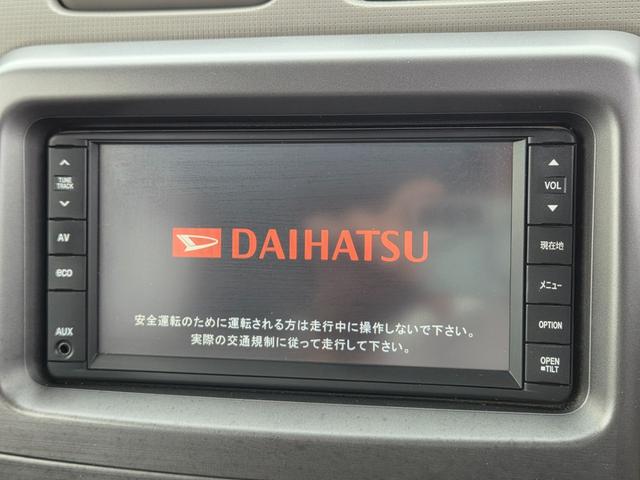 TUNE
TRACK
AV
eco
AUX
DAIHATSU
安全運転のために運転される方は走行中に操作しないで下さい。
実際の交通規制に従って走行して下さい。
VOL
現在地
メニュー
OPTION
OPEN
TILT